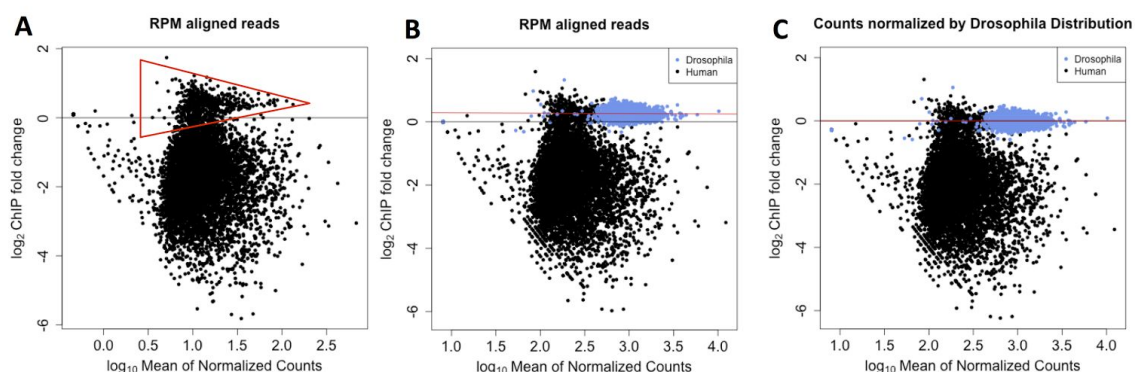 A
RPM aligned reads
log2 ChIP fold change
2
0
-2
-4
-6
0.0 0.5 1.0 1.5 2.0 2.5
log10 Mean of Normalized Counts
B
RPM aligned reads
Drosophila
Human
log2 ChIP fold change
2
0
-2
-4
-6
1.0 1.5 2.0 2.5 3.0 3.5 4.0
log10 Mean of Normalized Counts
C
Counts normalized by Drosophila Distribution
Drosophila
Human
log2 ChIP fold change
2
0
-2
-4
-6
1.0 1.5 2.0 2.5 3.0 3.5 4.0
log10 Mean of Normalized Counts